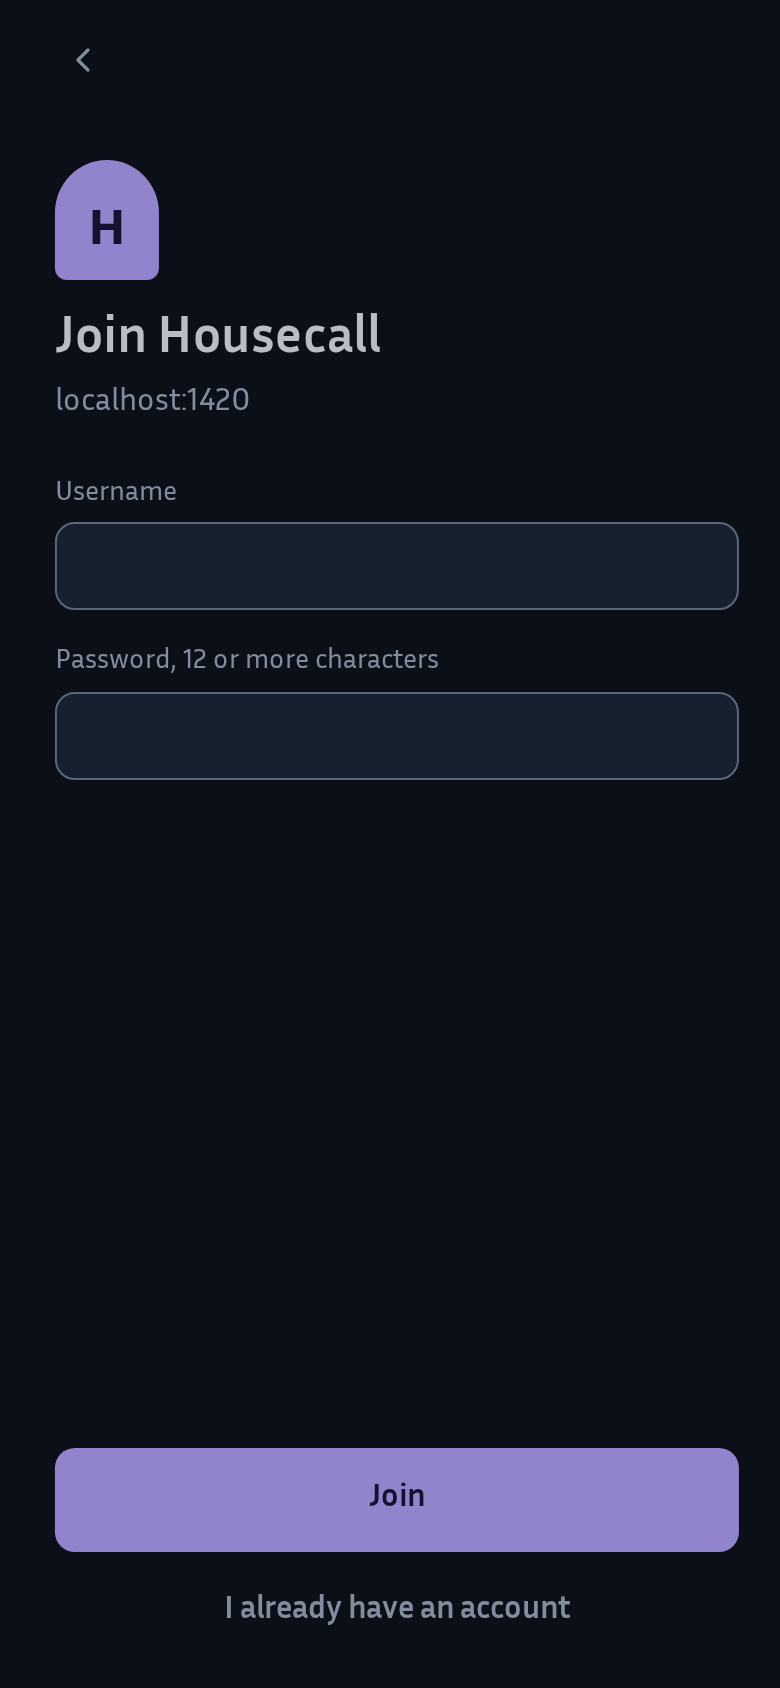 H
Join Housecall
localhost:1420
Username
Password, 12 or more characters
Join
I already have an account